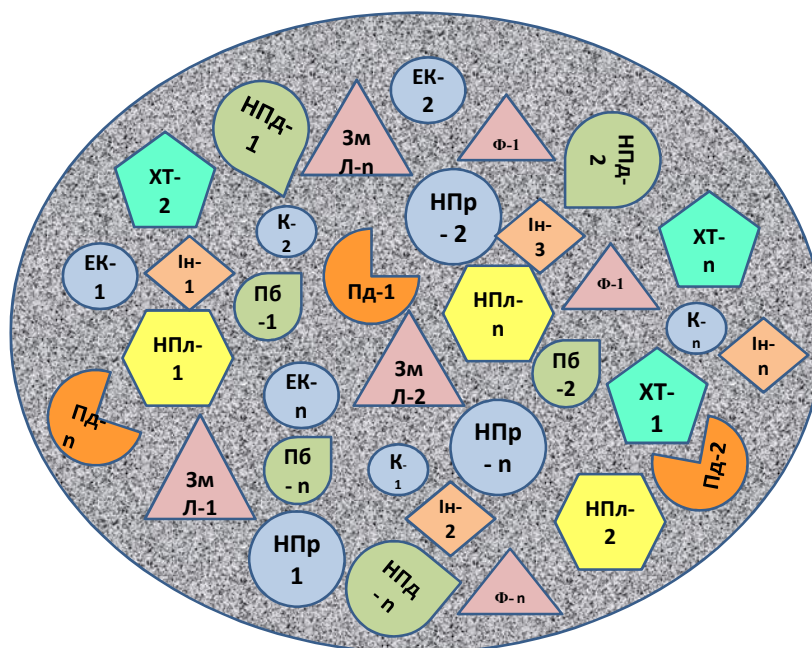 ЕК-
2
НПд-
1
Зм
Л-n
Ф-1
НПд-
2
ХТ-
2
НПр
- 2
К-
2
Ін-
3
ХТ-
n
ЕК-
1
Ін-
1
Пд-1
Ф-1
Пб
-1
НПл-
n
К-
n
Ін-
n
НПл-
1
Зм
Л-2
Пб
-2
ЕК-
n
ХТ-
1
Пд-
n
НПр
- n
Пд-2
Пб
- n
К-
1
Зм
Л-1
Ін-
2
НПл-
2
НПр
1
НПд
- n
Ф- n